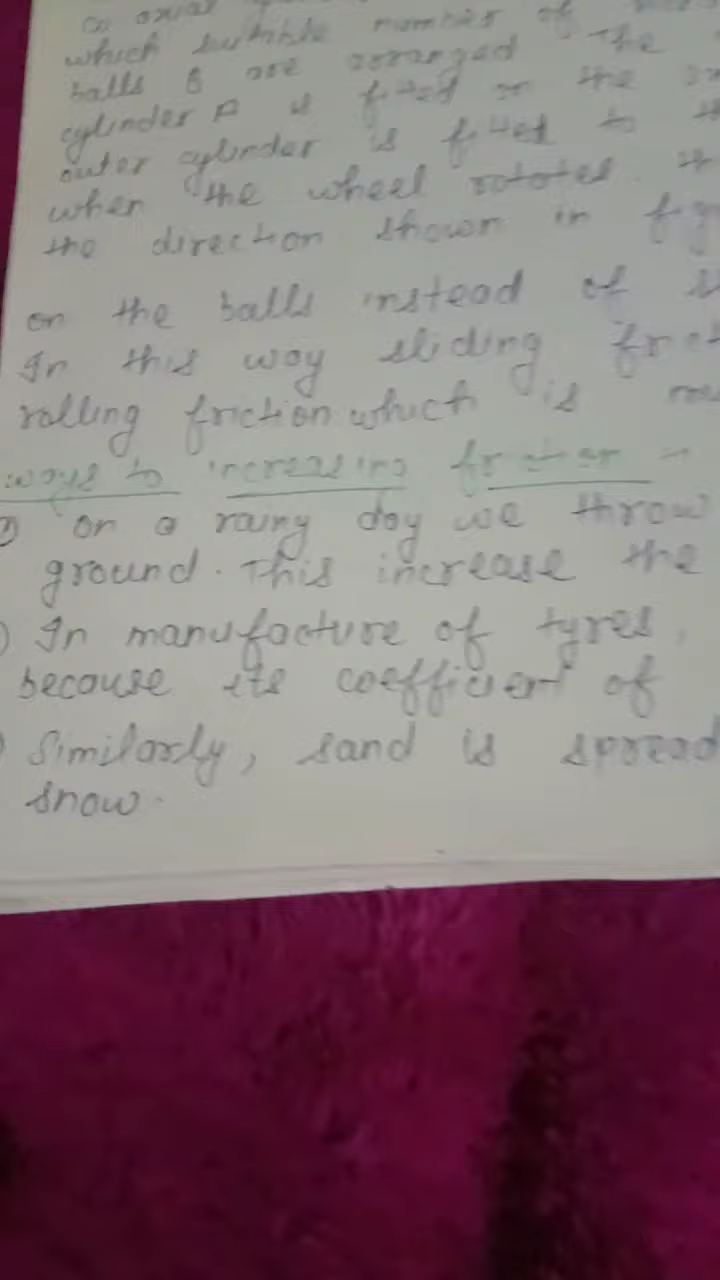 which suitable number of
balls B are arranged The
cylinder A is fitted on the
outer cylinder is fitted to
when the wheel rotates
the direction shown in fig
on the balls instead of
In this way sliding
rolling friction which is
ways to increasing friction -
on a rainy day we throw
ground. This increase the
In manufacture of tyres,
because its coefficient of
Similarly, sand is spread
snow.